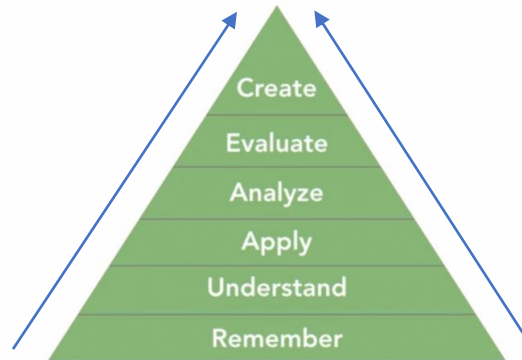 Create
Evaluate
Analyze
Apply
Understand
Remember